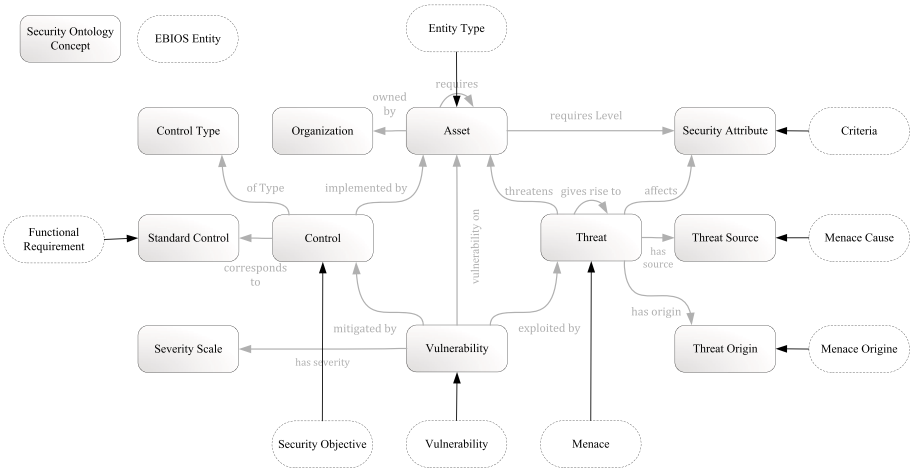 Security Ontology
Concept
EBIOS Entity
Entity Type
requires
owned
by
requires Level
Control Type
Organization
Asset
Security Attribute
Criteria
of Type
implemented by
threatens
gives rise to
affects
Functional
Requirement
Standard Control
Control
vulnerability on
Threat
Threat Source
Menace Cause
corresponds
to
has
source
mitigated by
exploited by
has origin
Severity Scale
has severity
Vulnerability
Threat Origin
Menace Origine
Security Objective
Vulnerability
Menace